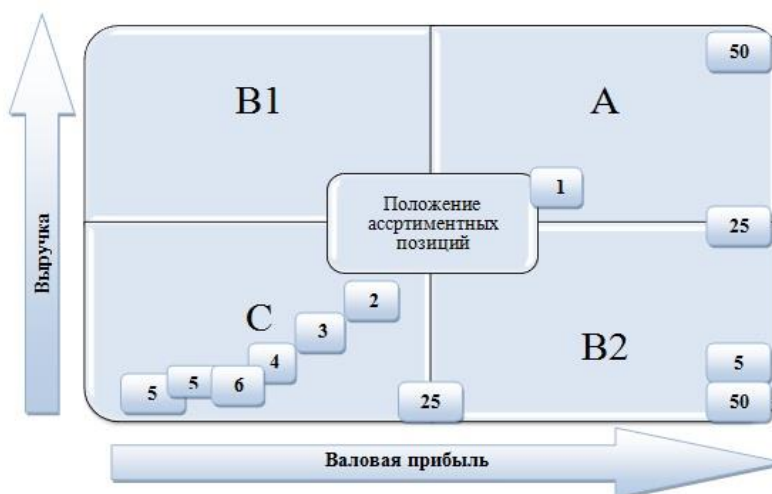 50
B1
A
1
Положение
ассртиментных
позиций
25
Выручка
2
C
3
B2
4
5
5
5
6
25
50
Валовая прибыль